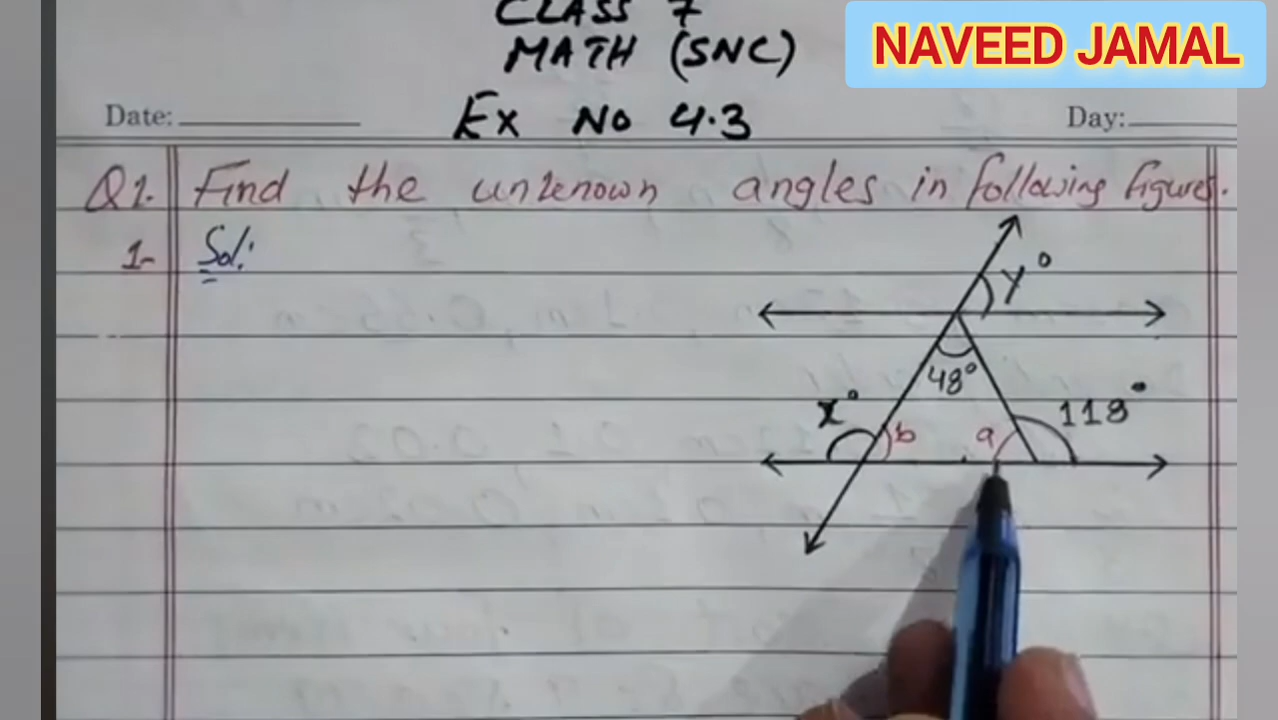 CLASS 7
NAVEED JAMAL
MATH (SNC)
Date:
Ex No 4.3
Day:
Q1. Find the unknown angles in following figures.
1- Sol:
y°
48°
x°
118°
b
a